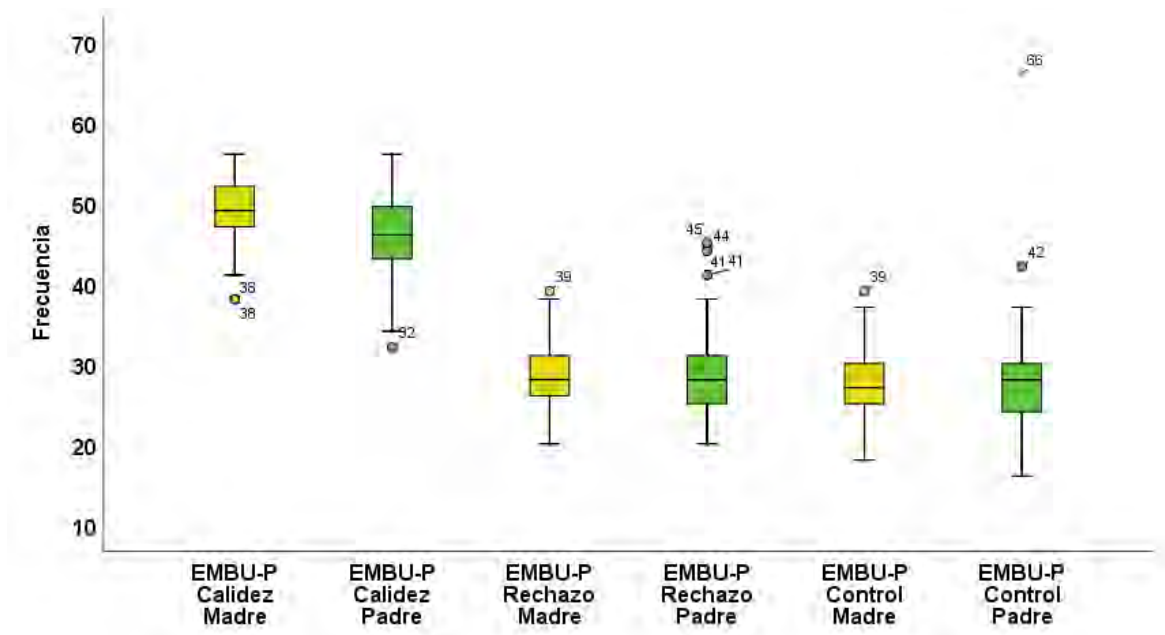 70
66
60
50
45 44
41 41
42
40
39
39
38
38
32
30
20
10
Frecuencia
EMBU-P Calidez Madre
EMBU-P Calidez Padre
EMBU-P Rechazo Madre
EMBU-P Rechazo Padre
EMBU-P Control Madre
EMBU-P Control Padre